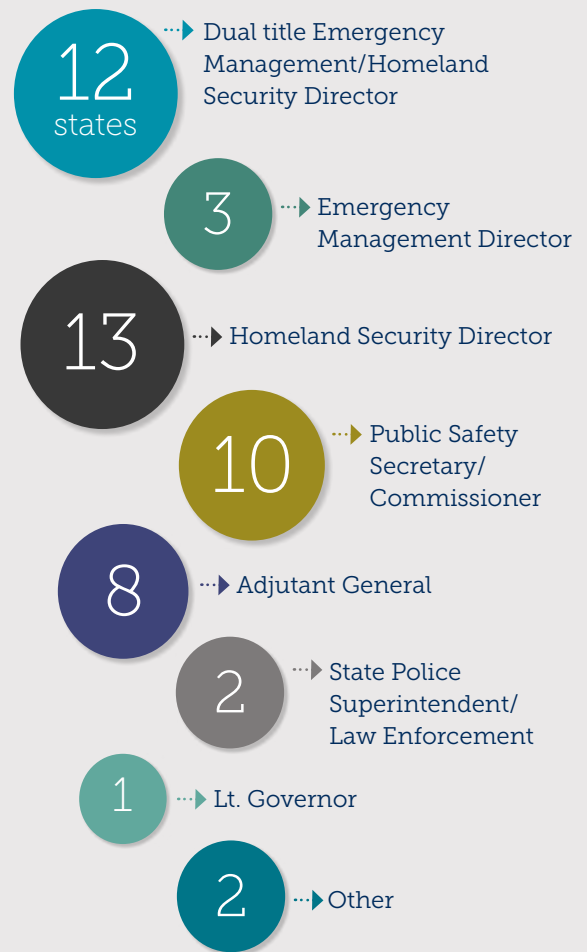 12
states
Dual title Emergency
Management/Homeland
Security Director
3
Emergency
Management Director
13
Homeland Security Director
10
Public Safety
Secretary/
Commissioner
8
Adjutant General
2
State Police
Superintendent/
Law Enforcement
1
Lt. Governor
2
Other